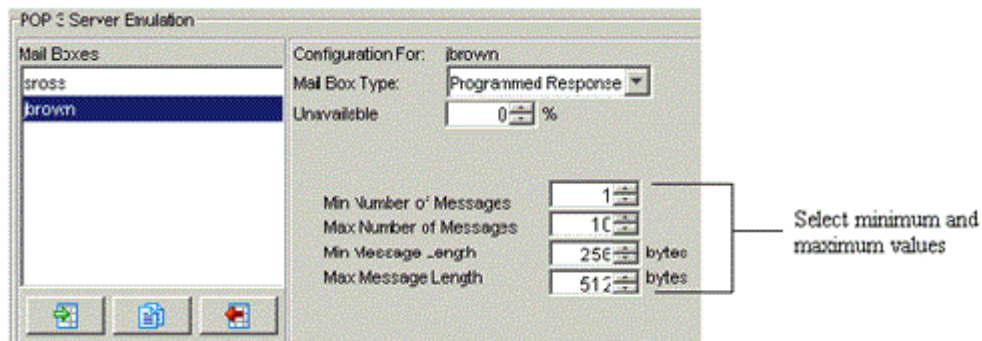 POP 3 Server Emulation
Mail Boxes
sross
jbrown
Configuration For: jbrown
Mail Box Type: Programmed Response
Unavailable 0 %
Min Number of Messages 1
Max Number of Messages 10
Min Message Length 256 bytes
Max Message Length 512 bytes
Select minimum and
maximum values